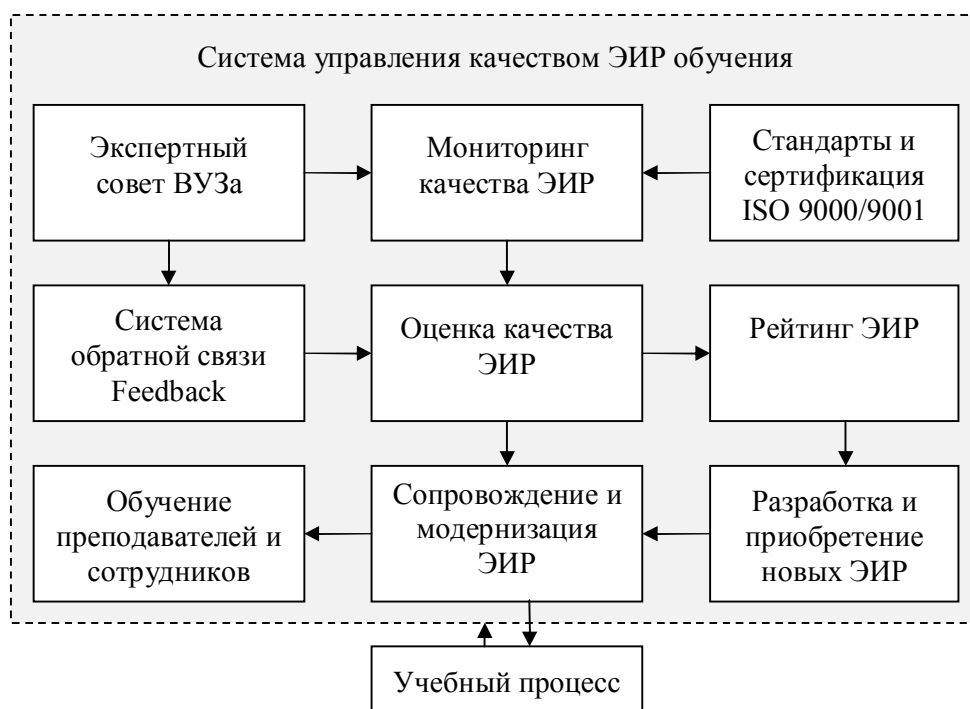 Система управления качеством ЭИР обучения
Экспертный
совет ВУЗа
Мониторинг
качества ЭИР
Стандарты и
сертификация
ISO 9000/9001
Система
обратной связи
Feedback
Оценка качества
ЭИР
Рейтинг ЭИР
Обучение
преподавателей и
сотрудников
Сопровождение и
модернизация
ЭИР
Разработка и
приобретение
новых ЭИР
Учебный процесс